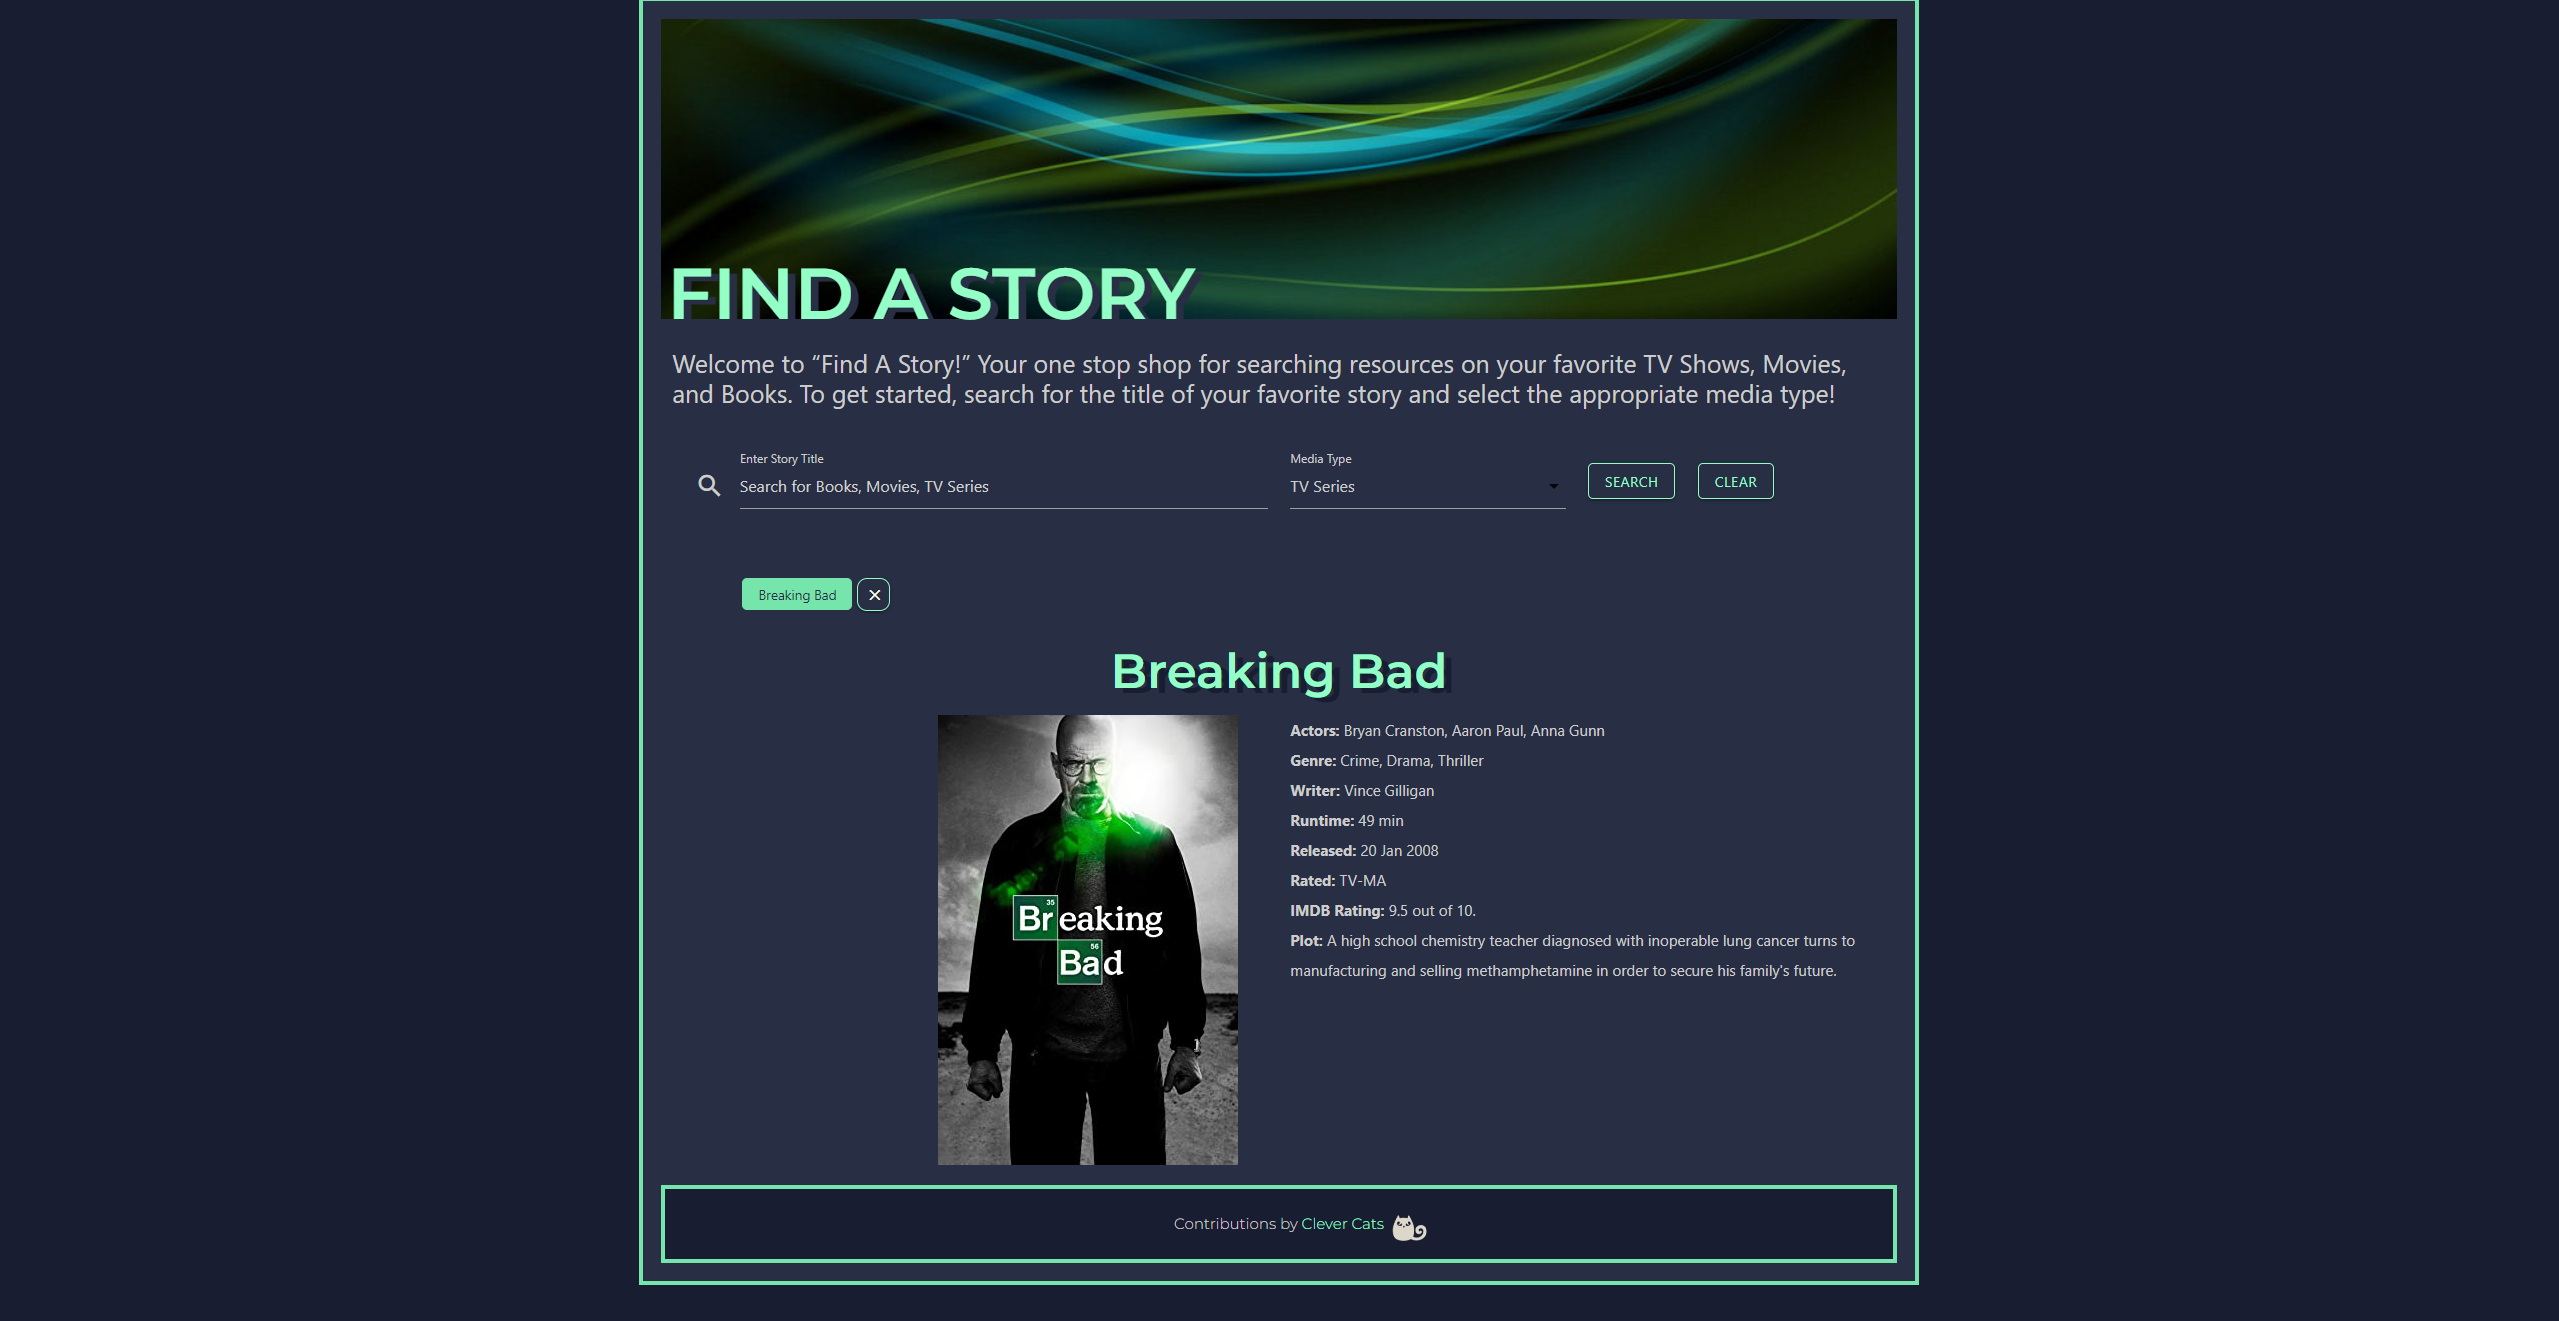 FIND A STORY
Welcome to “Find A Story!” Your one stop shop for searching resources on your favorite TV Shows, Movies,
and Books. To get started, search for the title of your favorite story and select the appropriate media type!
Enter Story Title
Search for Books, Movies, TV Series
Media Type
TV Series
SEARCH
CLEAR
Breaking Bad
Breaking Bad
35
Breaking
56
Bad
Actors: Bryan Cranston, Aaron Paul, Anna Gunn
Genre: Crime, Drama, Thriller
Writer: Vince Gilligan
Runtime: 49 min
Released: 20 Jan 2008
Rated: TV-MA
IMDB Rating: 9.5 out of 10.
Plot: A high school chemistry teacher diagnosed with inoperable lung cancer turns to
manufacturing and selling methamphetamine in order to secure his family's future.
Contributions by Clever Cats